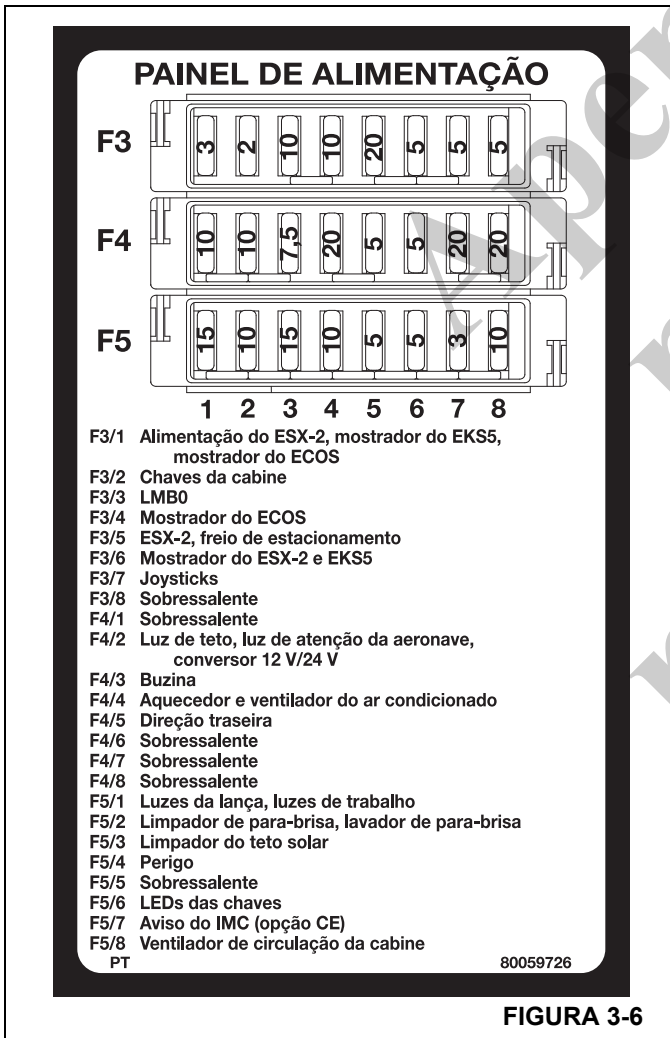 PAINEL DE ALIMENTAÇÃO
F3 3 2 10 10 20 5 5 5
F4 10 10 7,5 20 5 5 20 20
F5 15 10 15 10 5 5 3 10
1 2 3 4 5 6 7 8
F3/1 Alimentação do ESX-2, mostrador do EKS5,
mostrador do ECOS
F3/2 Chaves da cabine
F3/3 LMB0
F3/4 Mostrador do ECOS
F3/5 ESX-2, freio de estacionamento
F3/6 Mostrador do ESX-2 e EKS5
F3/7 Joysticks
F3/8 Sobressalente
F4/1 Sobressalente
F4/2 Luz de teto, luz de atenção da aeronave,
conversor 12 V/24 V
F4/3 Buzina
F4/4 Aquecedor e ventilador do ar condicionado
F4/5 Direção traseira
F4/6 Sobressalente
F4/7 Sobressalente
F4/8 Sobressalente
F5/1 Luzes da lança, luzes de trabalho
F5/2 Limpador de para-brisa, lavador de para-brisa
F5/3 Limpador do teto solar
F5/4 Perigo
F5/5 Sobressalente
F5/6 LEDs das chaves
F5/7 Aviso do IMC (opção CE)
F5/8 Ventilador de circulação da cabine
PT 80059726
FIGURA 3-6